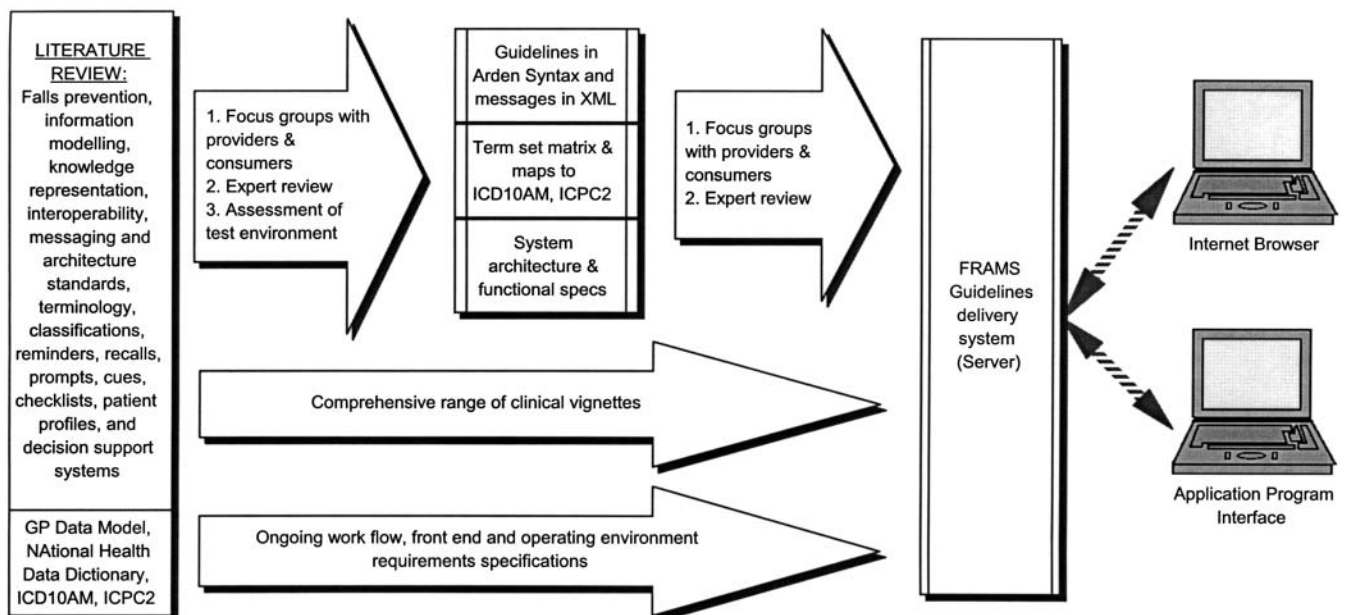 LITERATURE
REVIEW:
Falls prevention,
information
modelling,
knowledge
representation,
interoperability,
messaging and
architecture
standards,
terminology,
classifications,
reminders, recalls,
prompts, cues,
checklists, patient
profiles, and
decision support
systems
GP Data Model,
NAtional Health
Data Dictionary,
ICD10AM, ICPC2
1. Focus groups with
providers &
consumers
2. Expert review
3. Assessment of
test environment
Guidelines in
Arden Syntax and
messages in XML
Term set matrix &
maps to
ICD10AM, ICPC2
System
architecture &
functional specs
1. Focus groups
with providers &
consumers
2. Expert review
Comprehensive range of clinical vignettes
Ongoing work flow, front end and operating environment
requirements specifications
FRAMS
Guidelines
delivery
system
(Server)
Internet Browser
Application Program
Interface